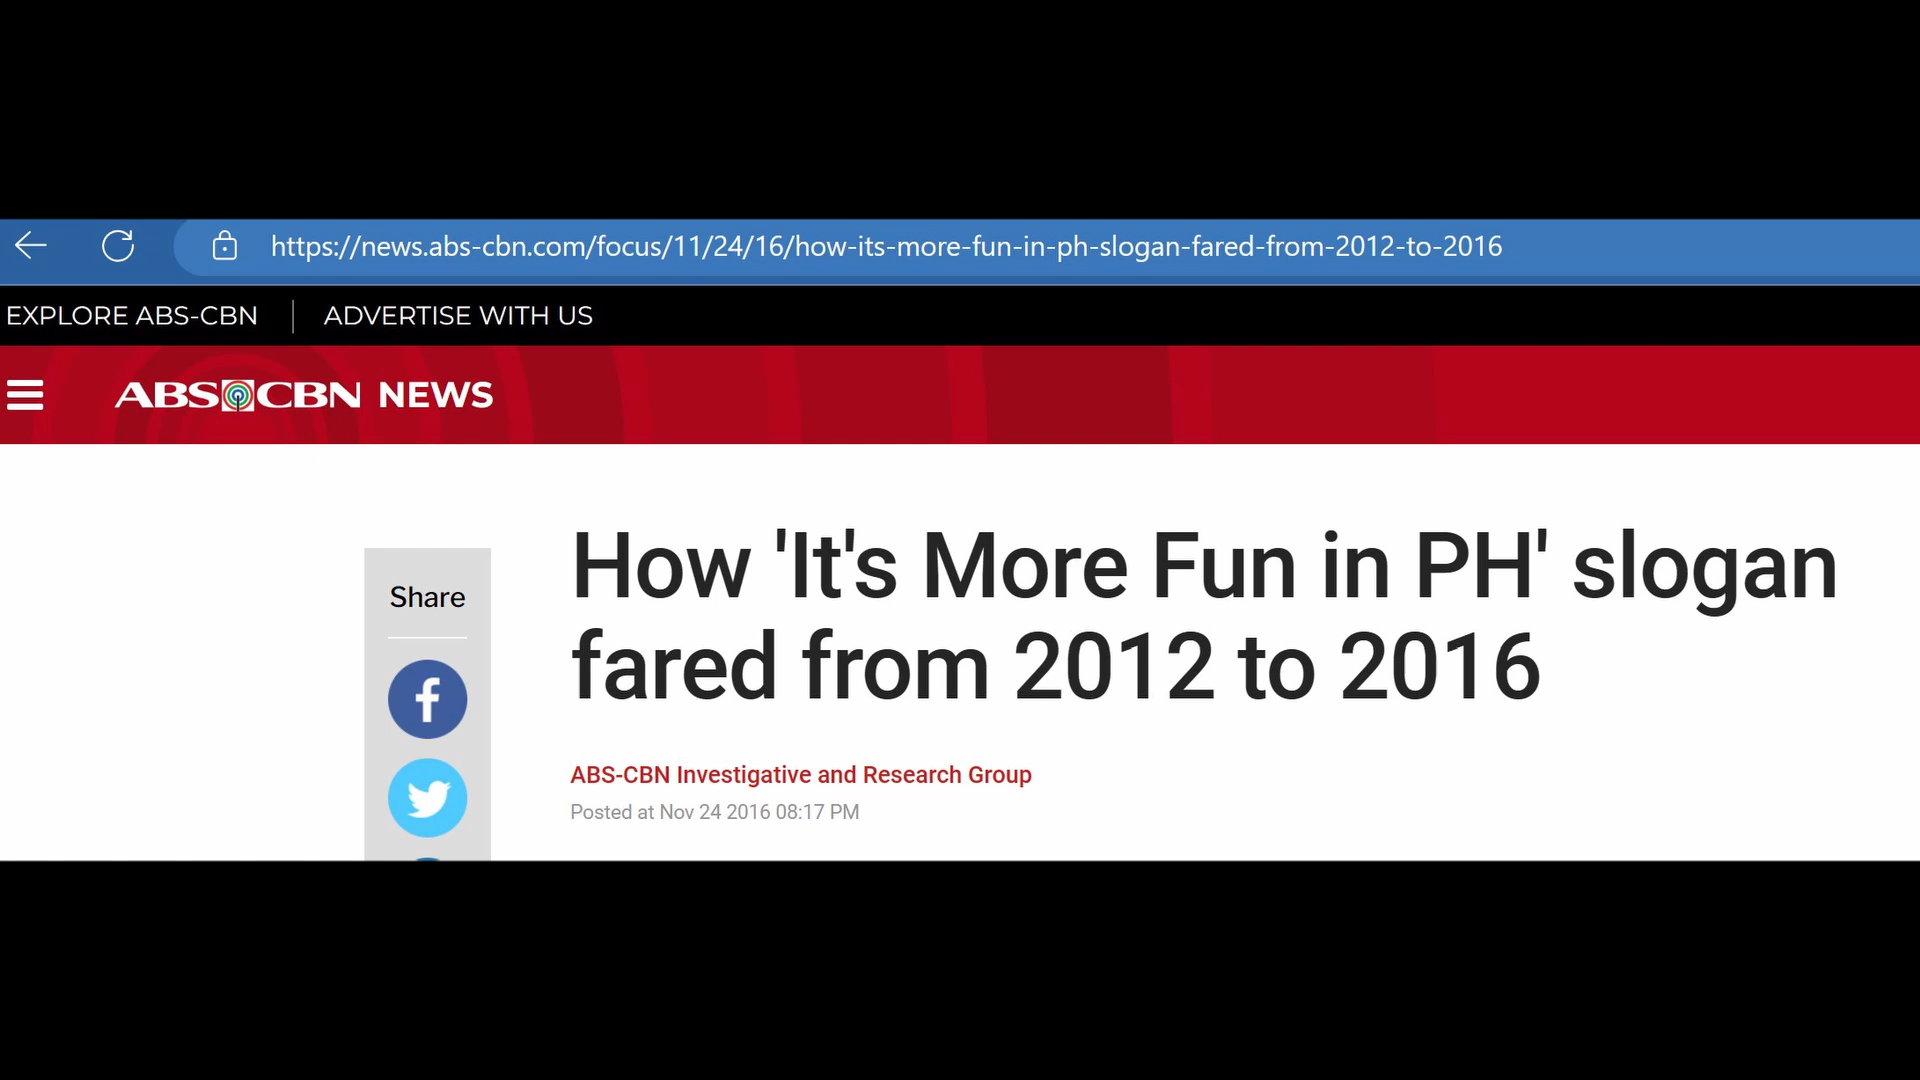 https://news.abs-cbn.com/focus/11/24/16/how-its-more-fun-in-ph-slogan-fared-from-2012-to-2016
EXPLORE ABS-CBN | ADVERTISE WITH US
ABS-CBN NEWS
How 'It's More Fun in PH' slogan
fared from 2012 to 2016
Share
ABS-CBN Investigative and Research Group
Posted at Nov 24 2016 08:17 PM